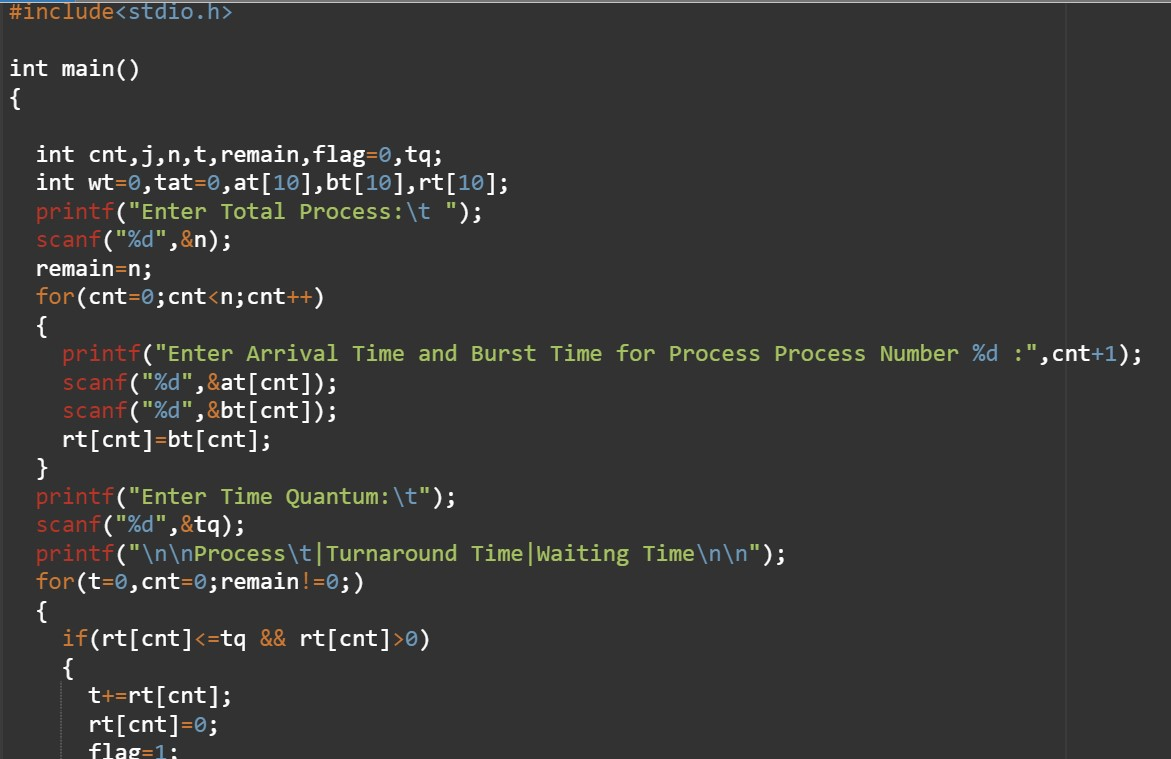 #include<stdio.h>
int main()
{
int cnt,j,n,t,remain,flag=0,tq;
int wt=0,tat=0,at[10],bt[10],rt[10];
printf("Enter Total Process:\t ");
scanf("%d",&n);
remain=n;
for(cnt=0;cnt<n;cnt++)
{
printf("Enter Arrival Time and Burst Time for Process Process Number %d :",cnt+1);
scanf("%d",&at[cnt]);
scanf("%d",&bt[cnt]);
rt[cnt]=bt[cnt];
}
printf("Enter Time Quantum:\t");
scanf("%d",&tq);
printf("\n\nProcess\t|Turnaround Time|Waiting Time\n\n");
for(t=0,cnt=0;remain!=0;)
{
if(rt[cnt]<=tq && rt[cnt]>0)
{
t+=rt[cnt];
rt[cnt]=0;
flag=1;